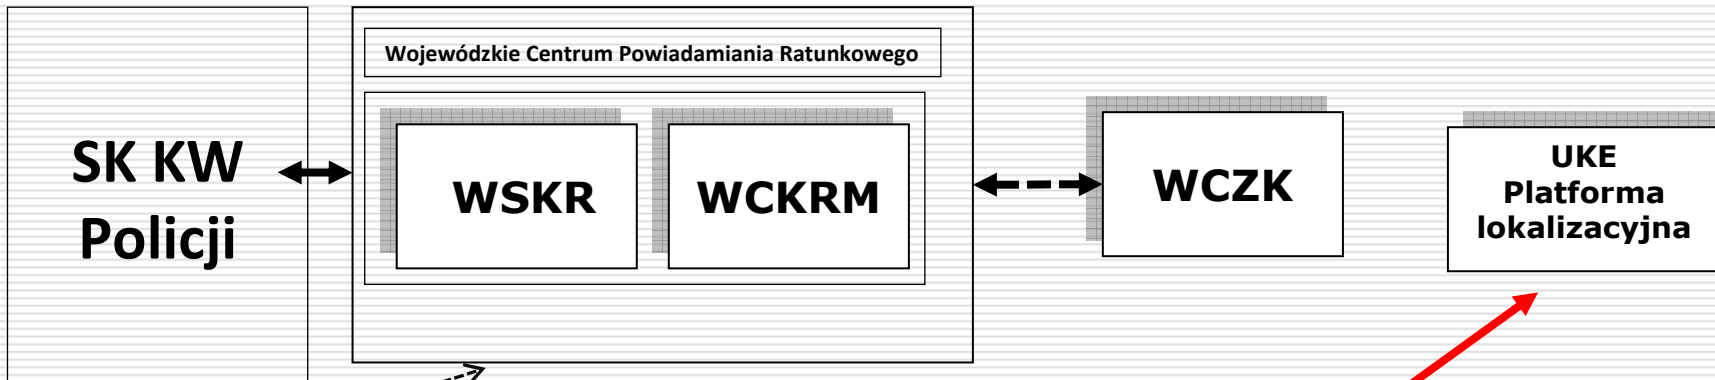 SK KW
Policji
Wojewódzkie Centrum Powiadamiania Ratunkowego
WSKR
WCKRM
WCZK
UKE
Platforma
lokalizacyjna